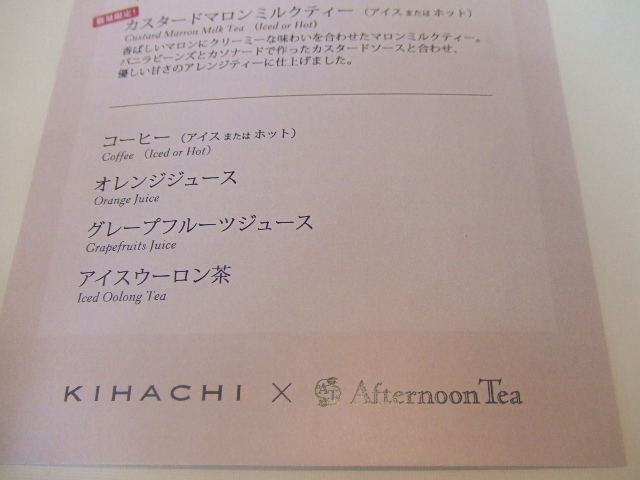 数量限定!
カスタードマロンミルクティー (アイス または ホット)
Custard Marron Milk Tea (Iced or Hot)
香ばしいマロンにクリーミーな味わいを合わせたマロンミルクティー。
バニラビーンズとカソナードで作ったカスタードソースと合わせ、
優しい甘さのアレンジティーに仕上げました。
コーヒー (アイス または ホット)
Coffee (Iced or Hot)
オレンジジュース
Orange Juice
グレープフルーツジュース
Grapefruits Juice
アイスウーロン茶
Iced Oolong Tea
KIHACHI × AT Afternoon Tea